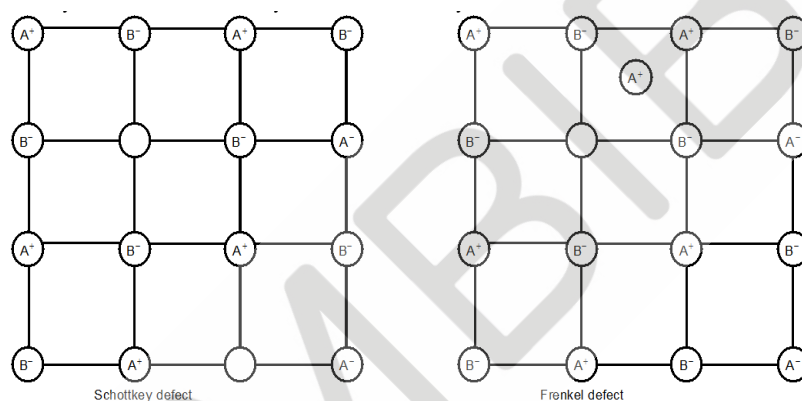 A⁺ B⁻ A⁺ B⁻ A⁺ B⁻ A⁺ B⁻
A⁺
B⁻ B⁻ A⁻ B⁻ B⁻ A⁻
A⁺ B⁻ A⁺ B⁻ A⁺ B⁻ A⁺ B⁻
B⁻ A⁺ A⁻ B⁻ A⁺ B⁻ A⁻
Schottkey defect Frenkel defect